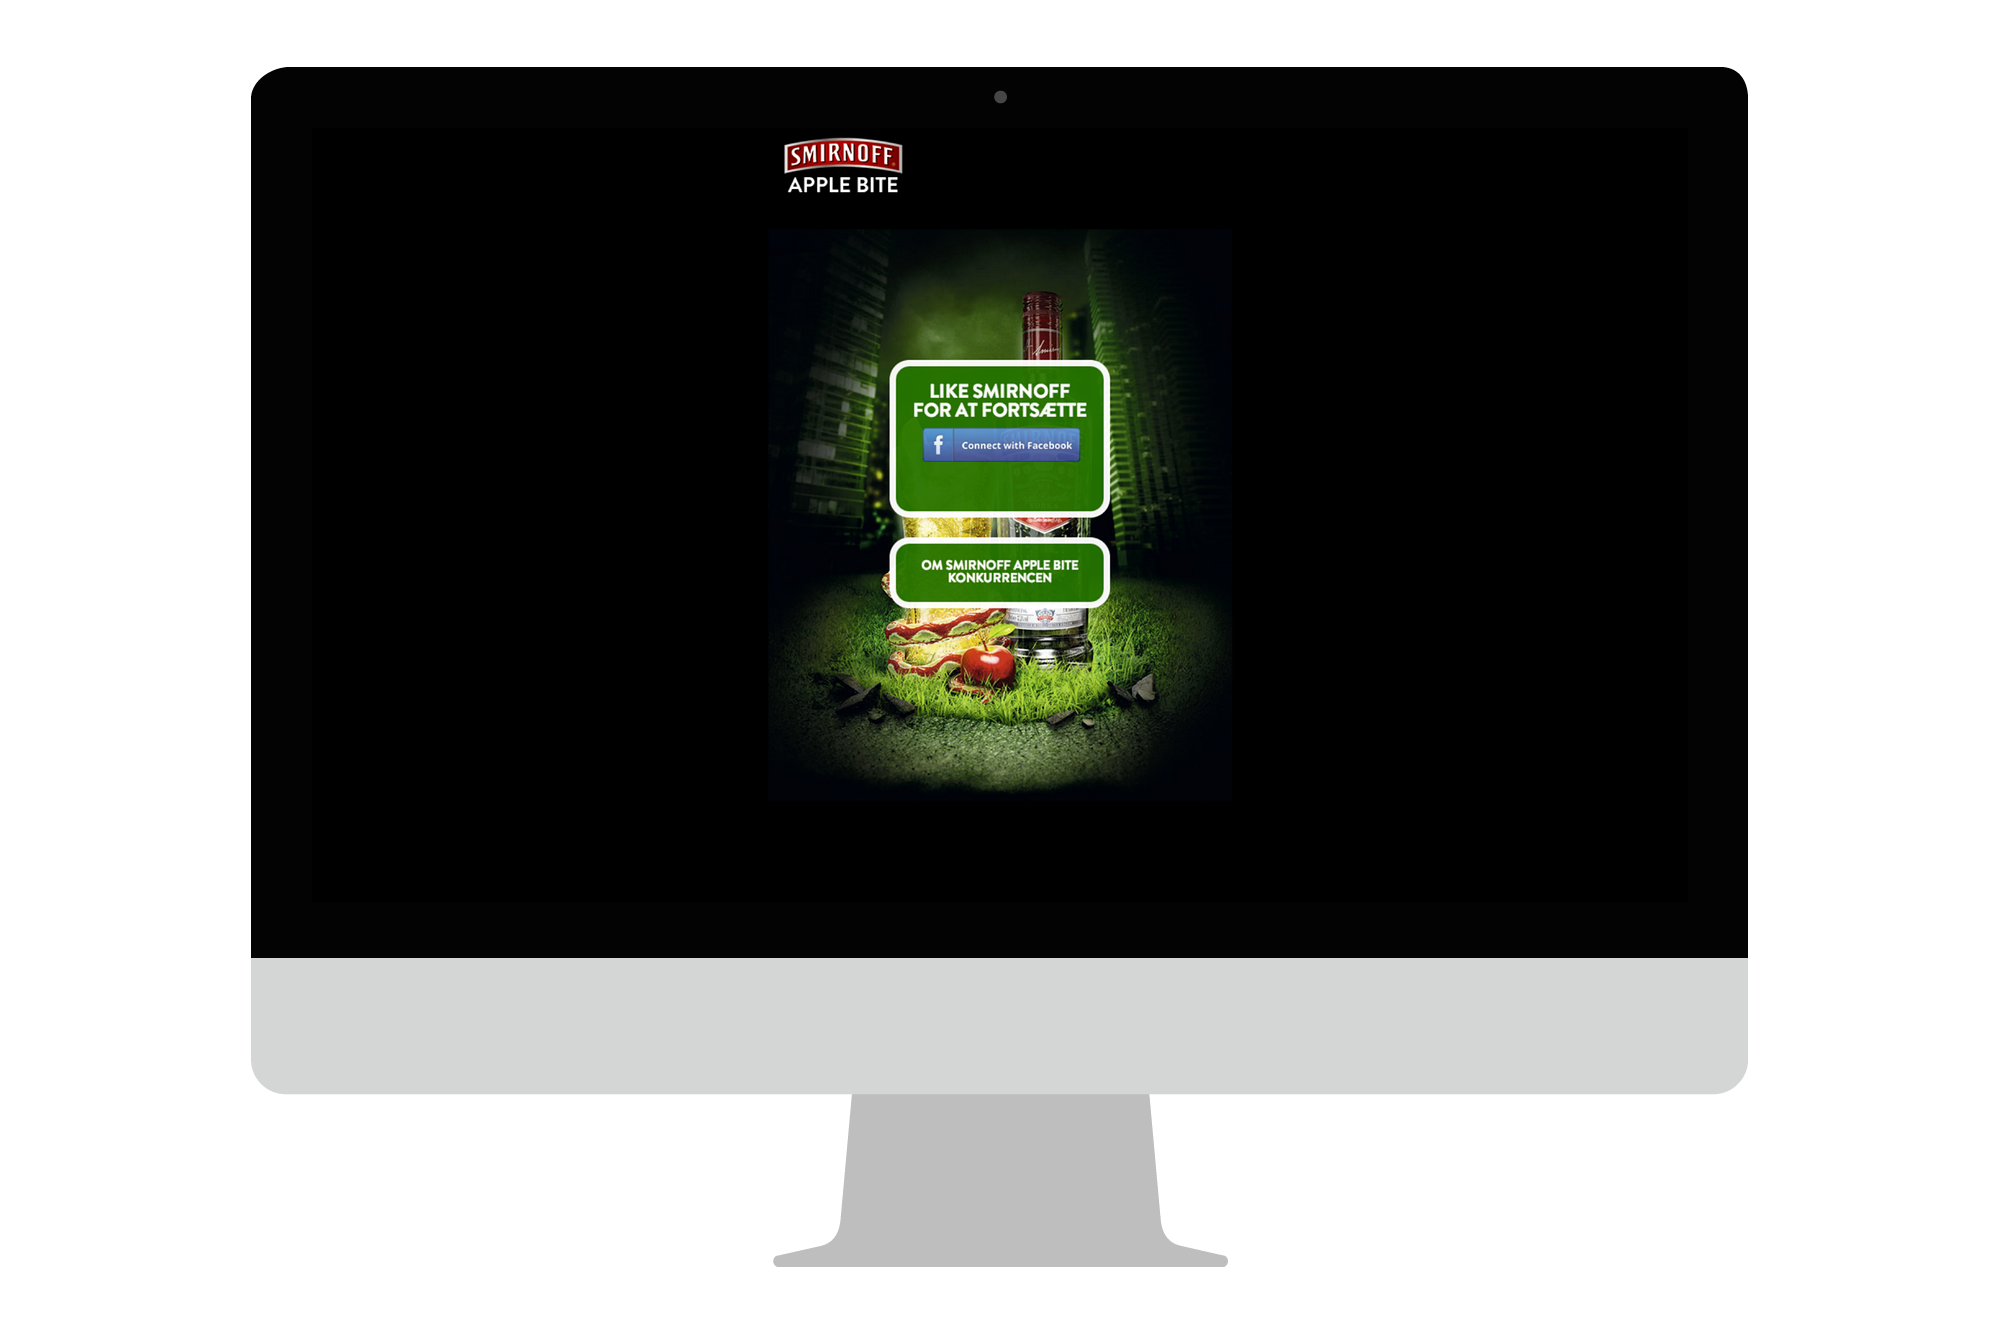 SMIRNOFF
APPLE BITE
LIKE SMIRNOFF
FOR AT FORTSÆTTE
f Connect with Facebook
OM SMIRNOFF APPLE BITE
KONKURRENCEN